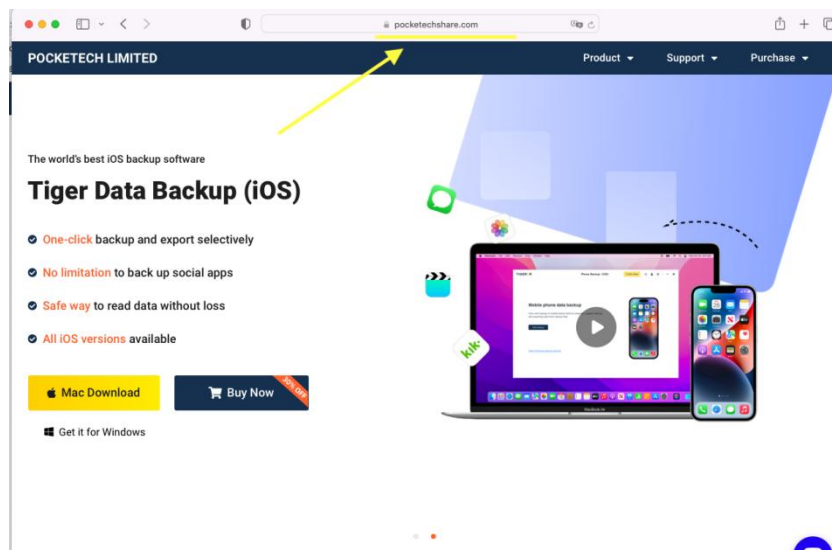 pocketechshare.com
POCKETECH LIMITED
Product
Support
Purchase
The world's best iOS backup software
Tiger Data Backup (iOS)
One-click backup and export selectively
No limitation to back up social apps
Safe way to read data without loss
All iOS versions available
Mac Download
Buy Now
30% OFF
Get it for Windows
Mobile phone data backup
kik
MacBook Air